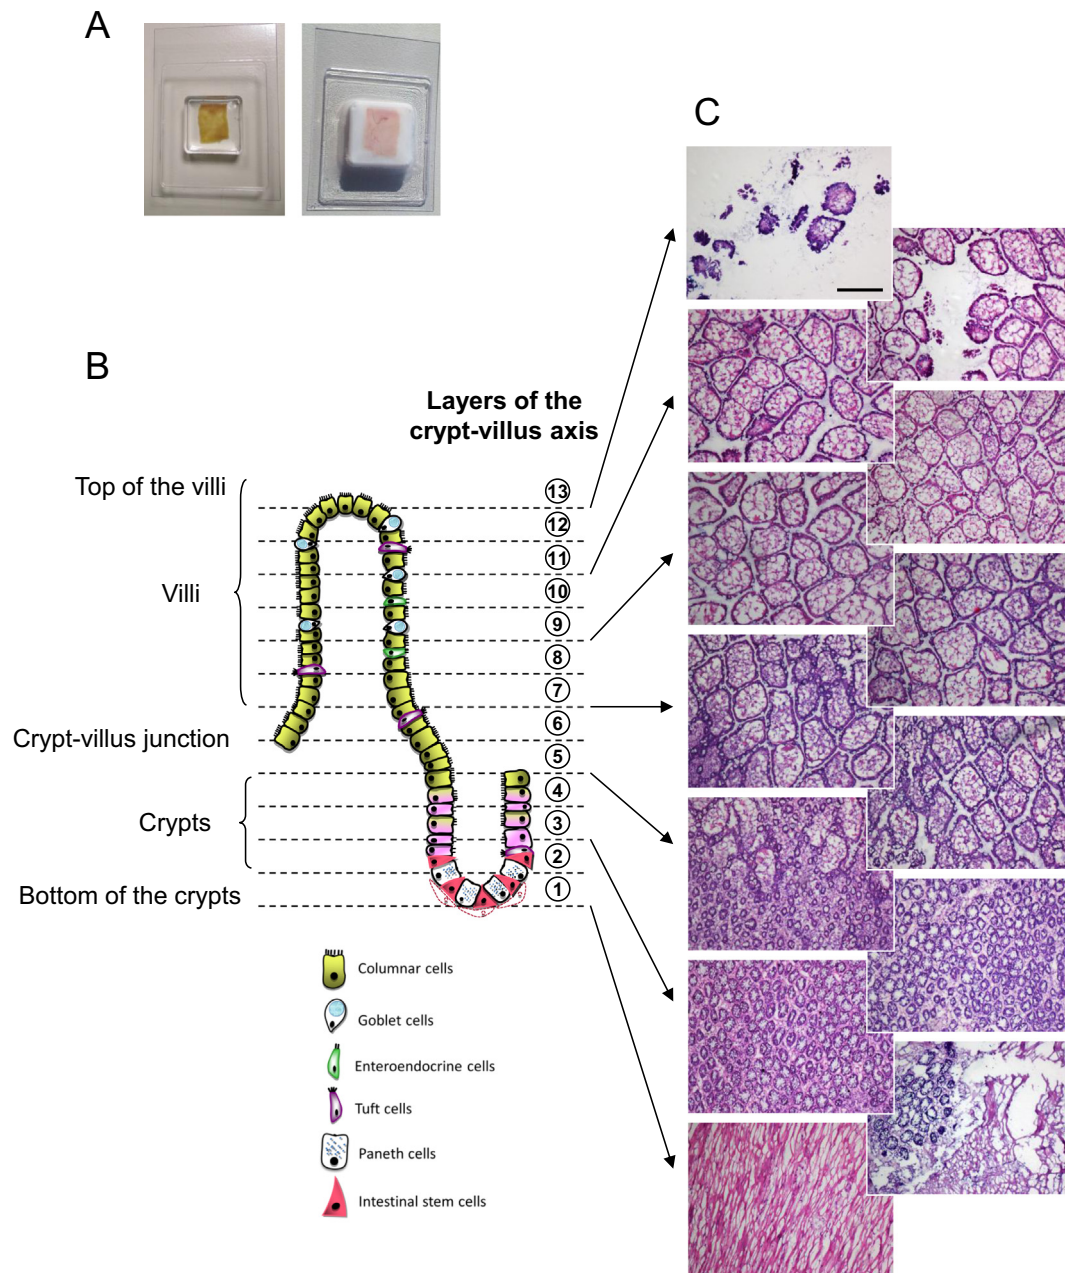 A
C
B
Layers of the
crypt-villus axis
Top of the villi
13
12
11
Villi
10
9
8
7
Crypt-villus junction
6
5
4
Crypts
3
2
Bottom of the crypts
1
Columnar cells
Goblet cells
Enteroendocrine cells
Tuft cells
Paneth cells
Intestinal stem cells